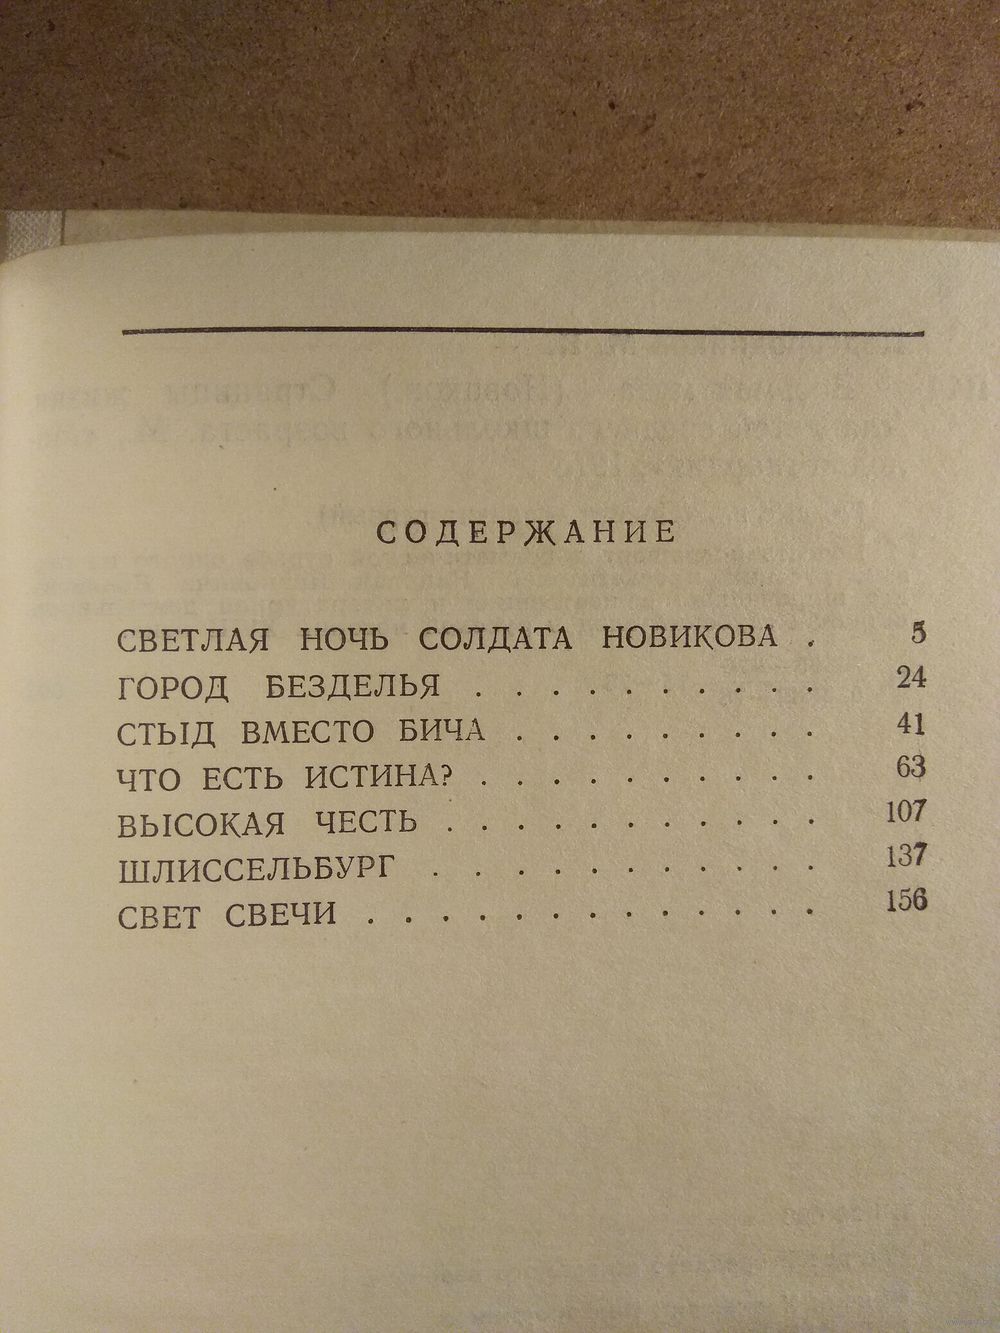 СОДЕРЖАНИЕ
СВЕТЛАЯ НОЧЬ СОЛДАТА НОВИКОВА . 5
ГОРОД БЕЗДЕЛЬЯ . . . . . . . . . . 24
СТЫД ВМЕСТО БИЧА . . . . . . . . . 41
ЧТО ЕСТЬ ИСТИНА? . . . . . . . . . . 63
ВЫСОКАЯ ЧЕСТЬ . . . . . . . . . . . 107
ШЛИССЕЛЬБУРГ . . . . . . . . . . . 137
СВЕТ СВЕЧИ . . . . . . . . . . . . . 156